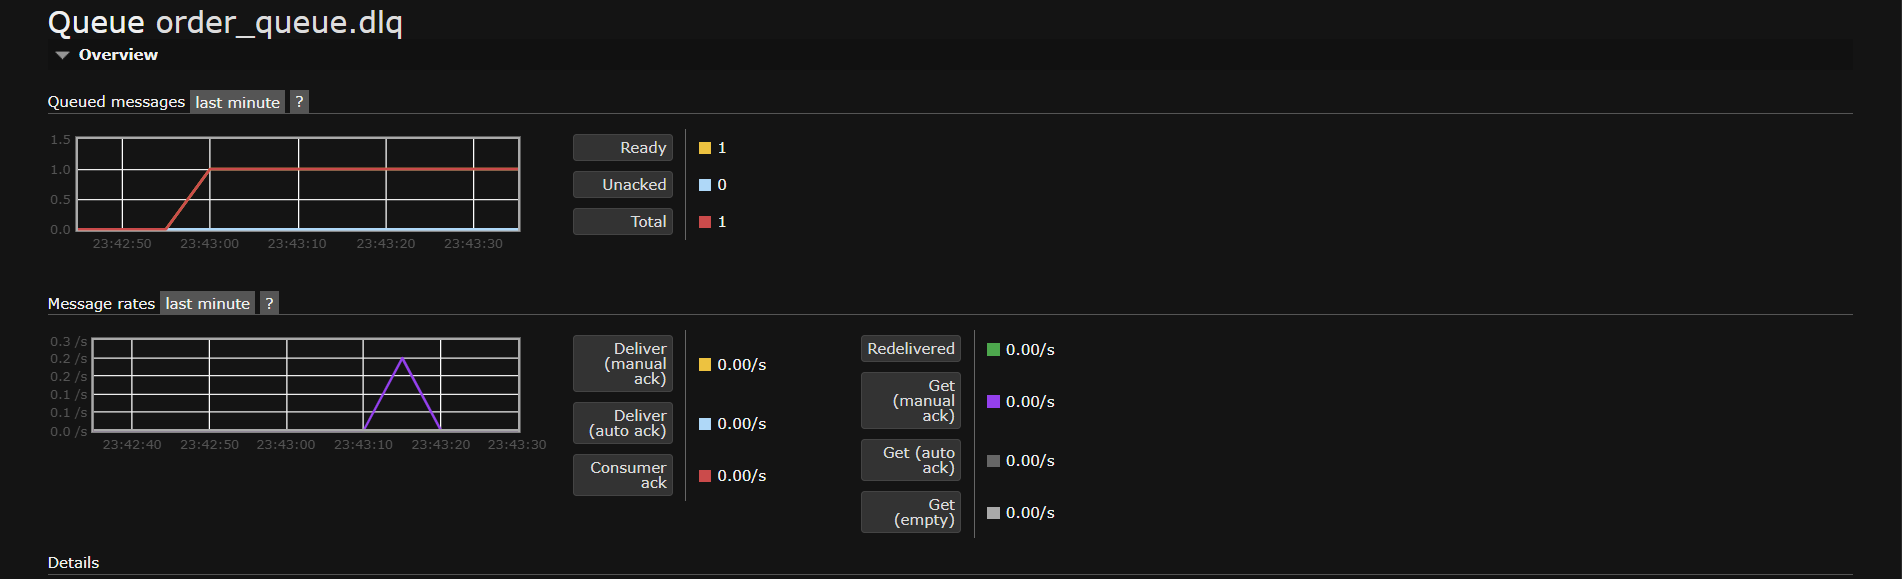 Queue order_queue.dlq
Overview
Queued messages last minute ?
1.5
1.0
0.5
0.0
23:42:50 23:43:00 23:43:10 23:43:20 23:43:30
Ready 1
Unacked 0
Total 1
Message rates last minute ?
0.3 /s
0.2 /s
0.2 /s
0.1 /s
0.1 /s
0.0 /s
23:42:40 23:42:50 23:43:00 23:43:10 23:43:20 23:43:30
Deliver
(manual
ack)
0.00/s
Deliver
(auto ack)
0.00/s
Consumer
ack
0.00/s
Redelivered 0.00/s
Get
(manual
ack)
0.00/s
Get (auto
ack)
0.00/s
Get
(empty)
0.00/s
Details